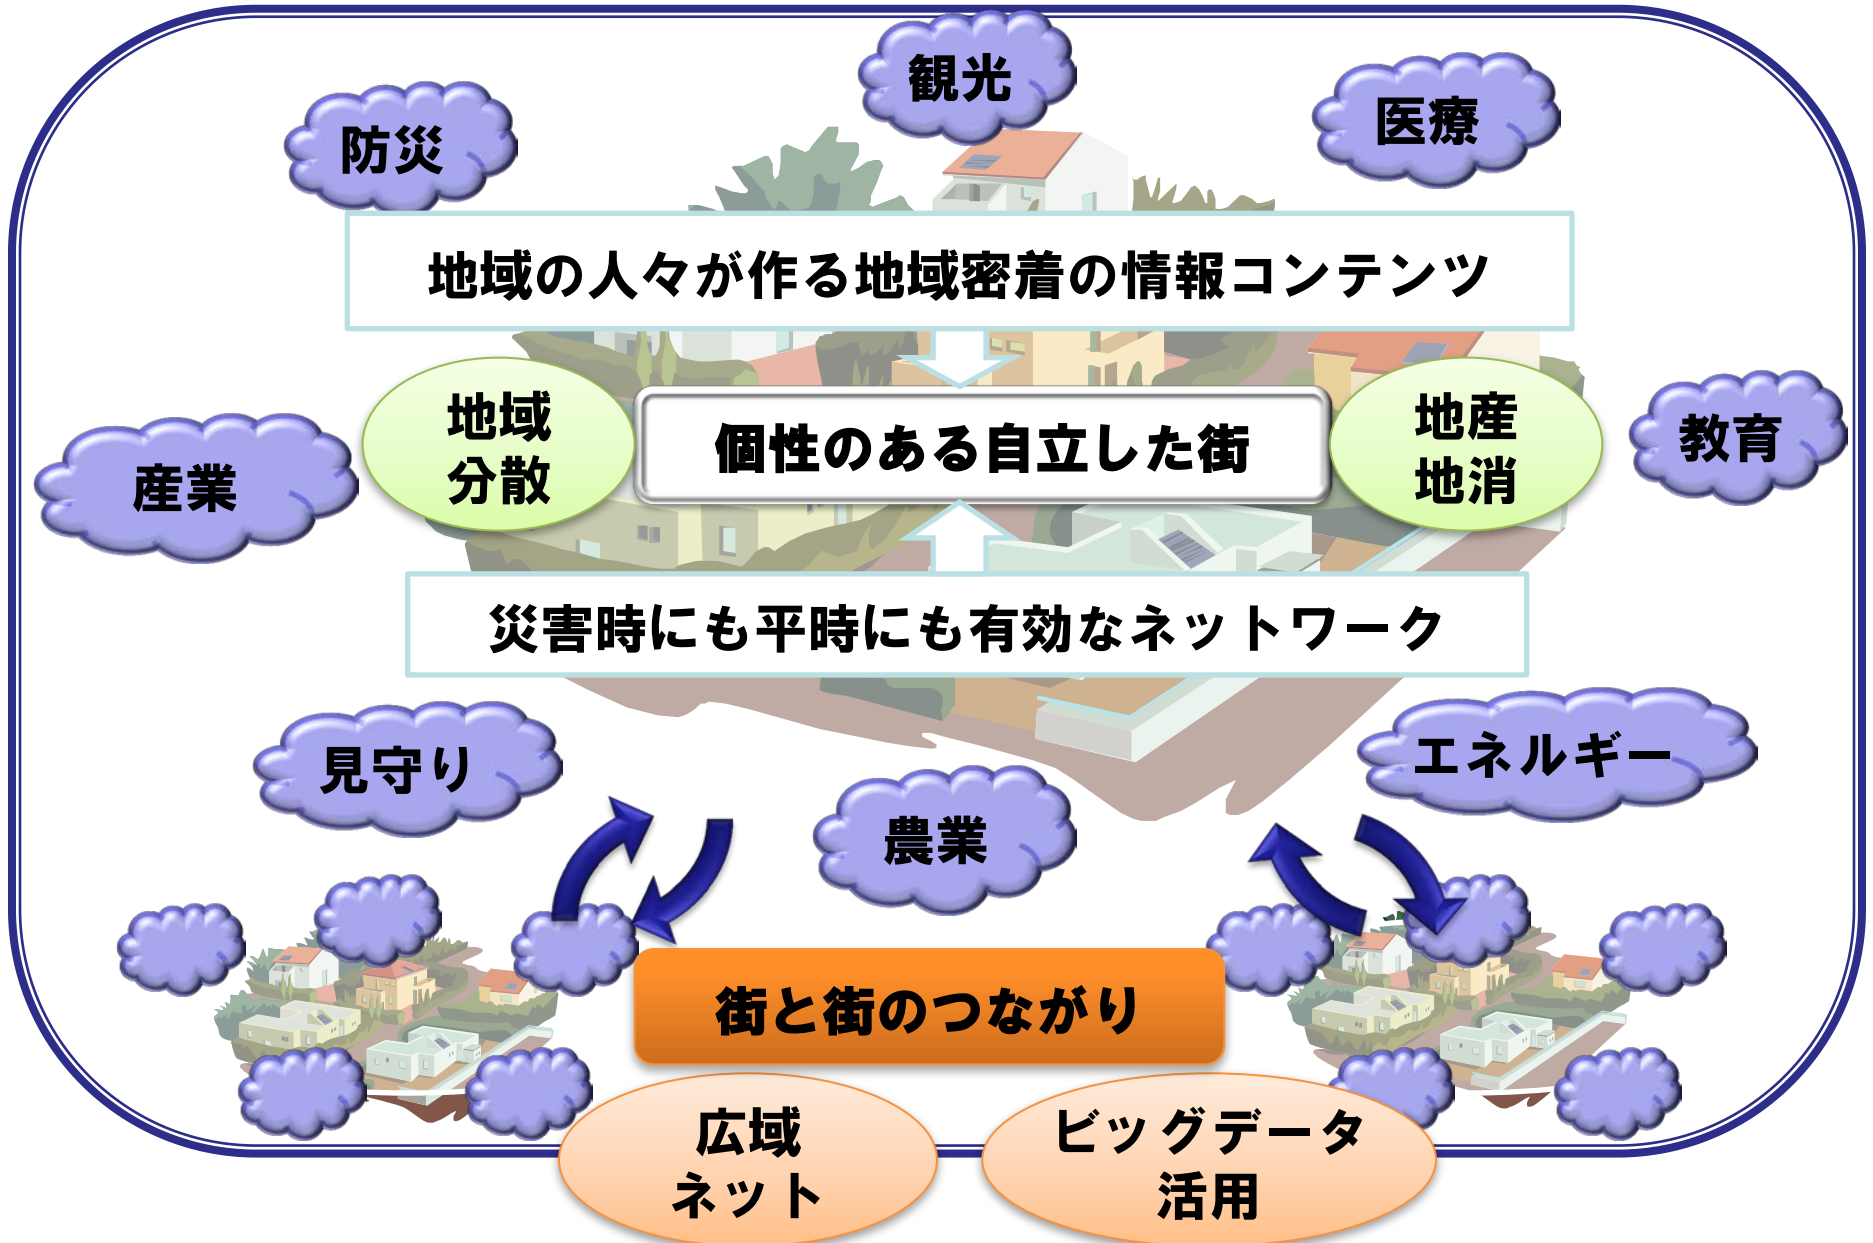 観光
医療
防災
地域の人々が作る地域密着の情報コンテンツ
地域
分散
個性のある自立した街
地産
地消
教育
産業
災害時にも平時にも有効なネットワーク
見守り
エネルギー
農業
街と街のつながり
広域
ネット
ビッグデータ
活用